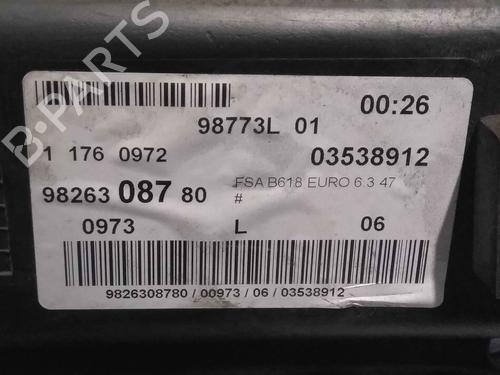 B-PARTS
00:26
98773L 01
1 176 0972
03538912
98263 087 80
FSA B618 EURO 6.3 47
#
0973 L 06
9826308780 / 00973 / 06 / 03538912